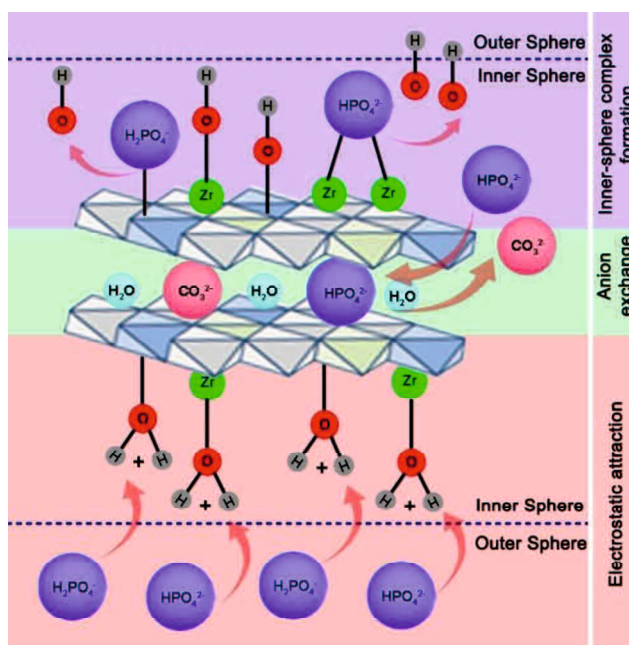 Outer Sphere
Inner Sphere
H
H
H
H
H
O
O
O
O
O
H₂PO₄⁻
HPO₄²⁻
Zr
Zr
Zr
HPO₄²⁻
CO₃²⁻
Inner-sphere complex
formation
H₂O
CO₃²⁻
H₂O
HPO₄²⁻
H₂O
Anion
exchange
Zr
Zr
O
O
O
O
H + H
H + H
H + H
H + H
Inner Sphere
Outer Sphere
H₂PO₄⁻
HPO₄²⁻
H₂PO₄⁻
HPO₄²⁻
Electrostatic attraction